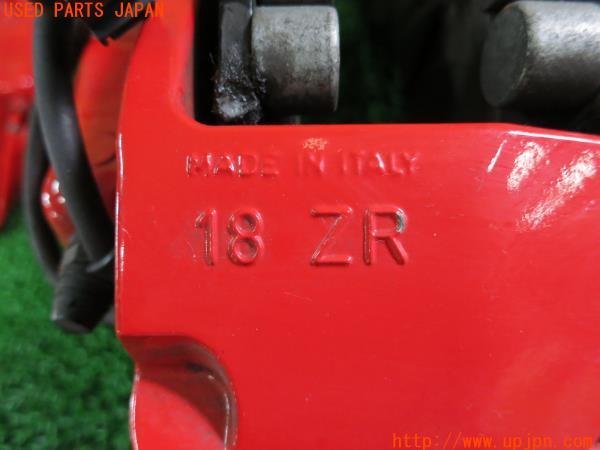 USED PARTS JAPAN
MADE IN ITALY
18 ZR
http://www.upjpn.com/